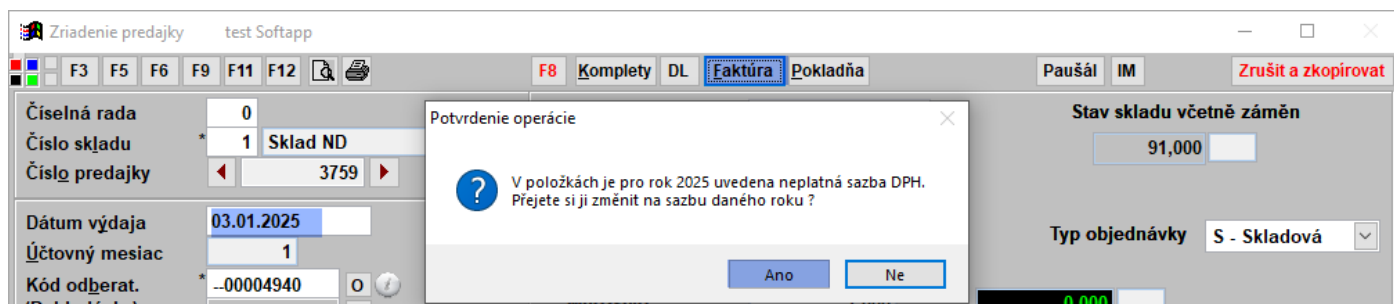 Zriadenie predajky test Softapp
F3 F5 F6 F9 F11 F12 F8 Komplety DL Faktúra Pokladňa Paušál IM Zrušit a zkopírovat
Číselná rada 0
Číslo skladu * 1 Sklad ND
Číslo predajky 3759
Potvrdenie operácie
V položkách je pro rok 2025 uvedena neplatná sazba DPH.
Přejete si ji změnit na sazbu daného roku ?
Ano Ne
Stav skladu včetně záměn
91,000
Dátum výdaja 03.01.2025
Účtovný mesiac 1
Kód odberat. * --00004940 O i
Typ objednávky S - Skladová
0,000